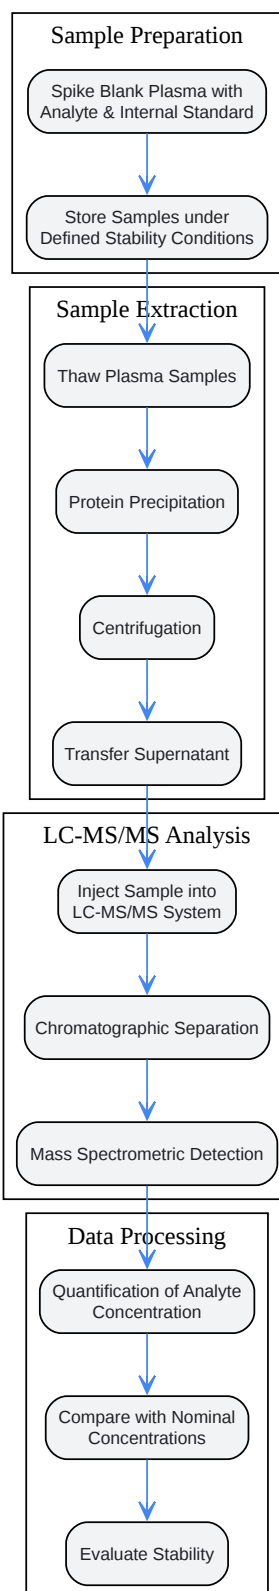 Sample Preparation
Spike Blank Plasma with
Analyte & Internal Standard
Store Samples under
Defined Stability Conditions
Sample Extraction
Thaw Plasma Samples
Protein Precipitation
Centrifugation
Transfer Supernatant
LC-MS/MS Analysis
Inject Sample into
LC-MS/MS System
Chromatographic Separation
Mass Spectrometric Detection
Data Processing
Quantification of Analyte
Concentration
Compare with Nominal
Concentrations
Evaluate Stability